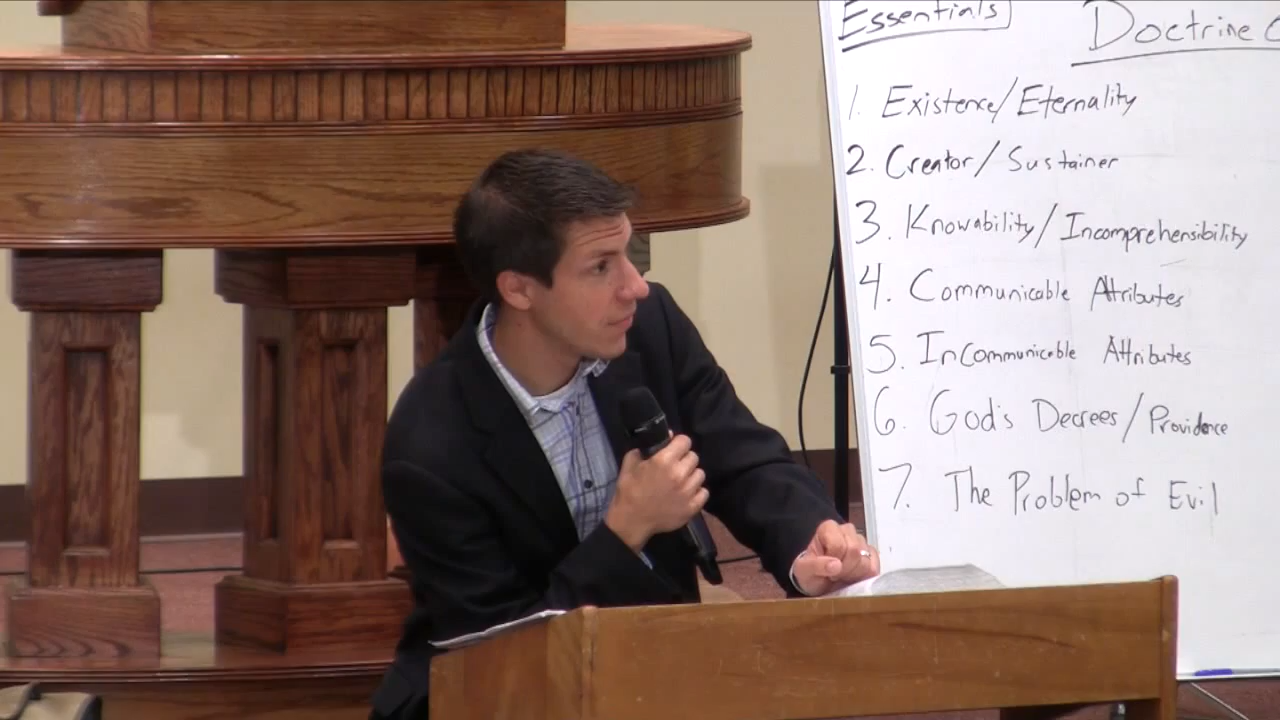 Essentials
Doctrine
1. Existence/Eternality
2. Creator/Sustainer
3. Knowability/Incomprehensibility
4. Communicable Attributes
5. Incommunicable Attributes
6. God's Decrees/Providence
7. The Problem of Evil